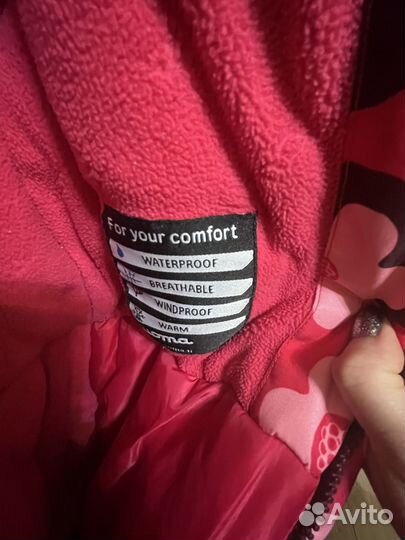 For your comfort
WATERPROOF
BREATHABLE
WINDPROOF
WARM
Avito